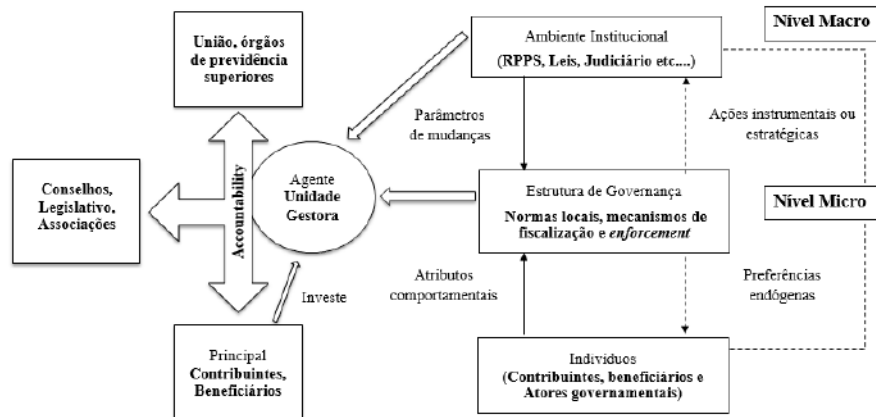 União, órgãos
de previdência
superiores
Conselhos,
Legislativo,
Associações
Accountability
Agente
Unidade
Gestora
Investe
Principal
Contribuintes,
Beneficiários
Ambiente Institucional
(RPPS, Leis, Judiciário etc....)
Nível Macro
Parâmetros
de mudanças
Ações instrumentais ou
estratégicas
Estrutura de Governança
Normas locais, mecanismos de
fiscalização e enforcement
Nível Micro
Atributos
comportamentais
Preferências
endógenas
Indivíduos
(Contribuintes, beneficiários e
Atores governamentais)